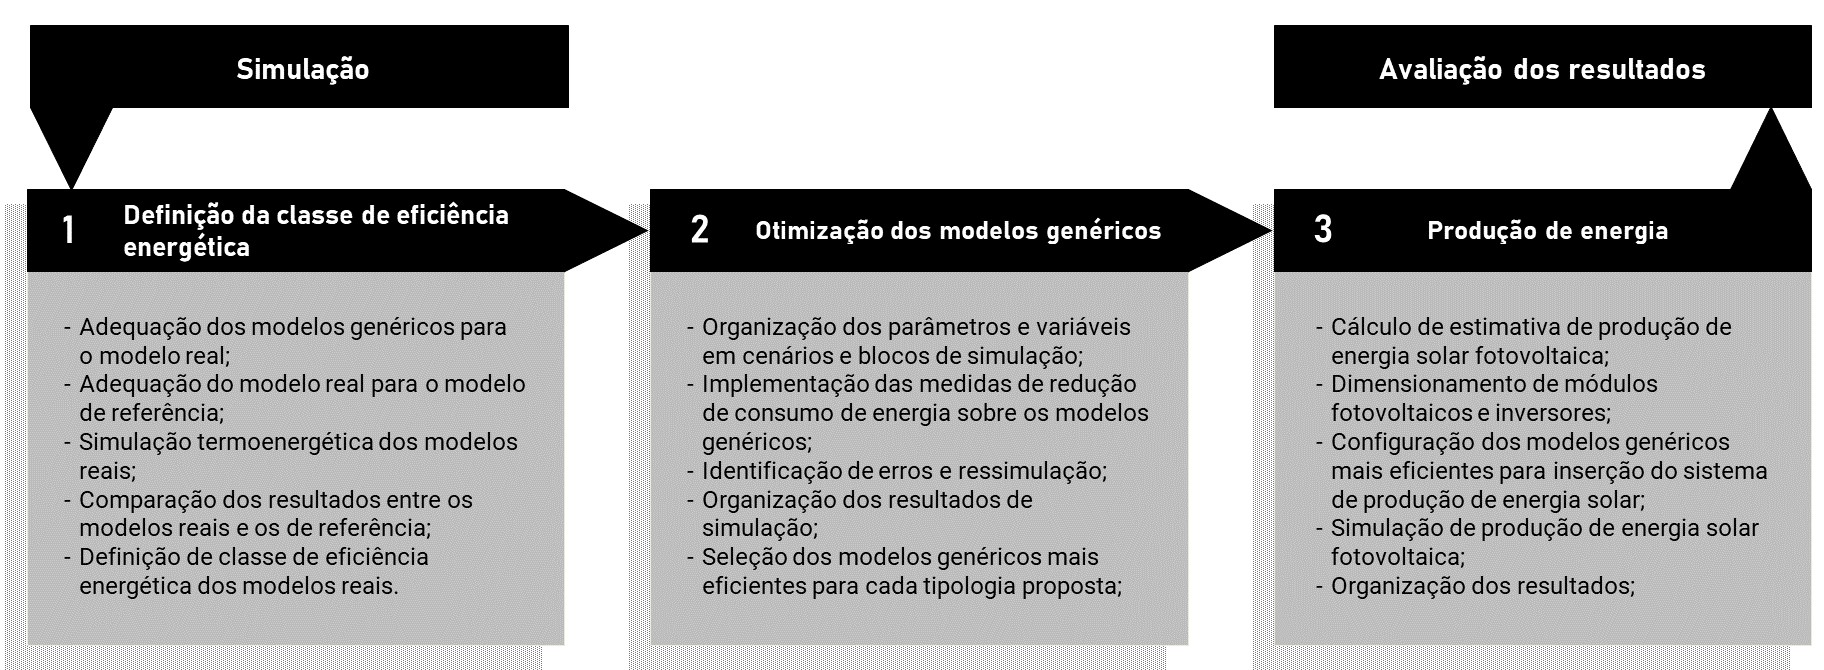 Simulação
Avaliação dos resultados
1
Definição da classe de eficiência
energética
2
Otimização dos modelos genéricos
3
Produção de energia
- Adequação dos modelos genéricos para
o modelo real;
- Adequação do modelo real para o modelo
de referência;
- Simulação termoenergética dos modelos
reais;
- Comparação dos resultados entre os
modelos reais e os de referência;
- Definição de classe de eficiência
energética dos modelos reais.
- Organização dos parâmetros e variáveis
em cenários e blocos de simulação;
- Implementação das medidas de redução
de consumo de energia sobre os modelos
genéricos;
- Identificação de erros e ressimulação;
- Organização dos resultados de
simulação;
- Seleção dos modelos genéricos mais
eficientes para cada tipologia proposta;
- Cálculo de estimativa de produção de
energia solar fotovoltaica;
- Dimensionamento de módulos
fotovoltaicos e inversores;
- Configuração dos modelos genéricos
mais eficientes para inserção do sistema
de produção de energia solar;
- Simulação de produção de energia solar
fotovoltaica;
- Organização dos resultados;